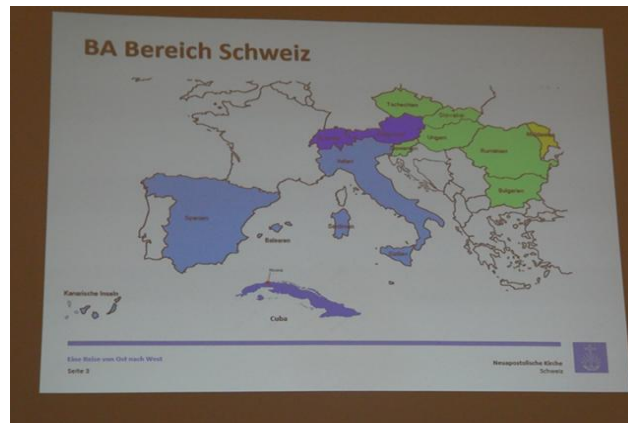 BA Bereich Schweiz
Tschechien
Ungarn
Rumänien
Bulgarien
Italien
Spanien
Balearen
Sardinien
Kanarische Inseln
Cuba
Eine Reise von Ost nach West
Seite 3
Neuapostolische Kirche
Schweiz